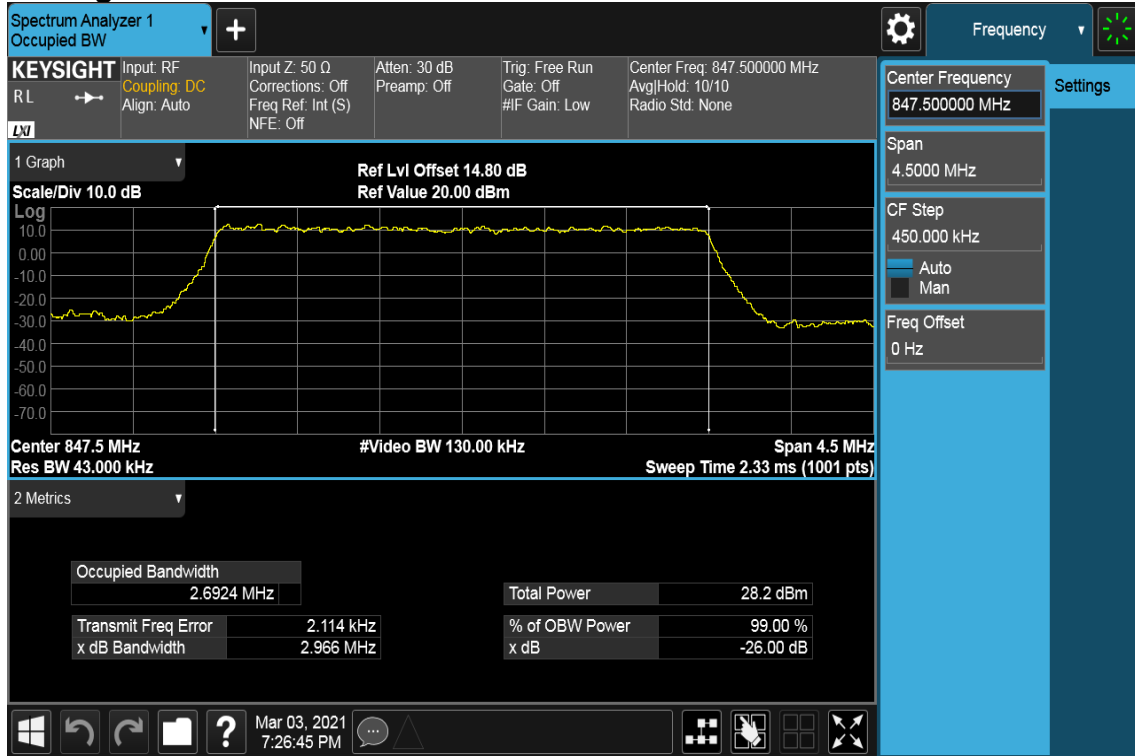 Spectrum Analyzer 1
Occupied BW
+
Frequency
KEYSIGHT
RL
LXI
Input: RF
Coupling: DC
Align: Auto
Input Z: 50 Ω
Corrections: Off
Freq Ref: Int (S)
NFE: Off
Atten: 30 dB
Preamp: Off
Trig: Free Run
Gate: Off
#IF Gain: Low
Center Freq: 847.500000 MHz
Avg|Hold: 10/10
Radio Std: None
Center Frequency
847.500000 MHz
Settings
Span
4.5000 MHz
CF Step
450.000 kHz
Auto
Man
Freq Offset
0 Hz
1 Graph
Ref Lvl Offset 14.80 dB
Scale/Div 10.0 dB
Ref Value 20.00 dBm
Log
10.0
0.00
-10.0
-20.0
-30.0
-40.0
-50.0
-60.0
-70.0
Center 847.5 MHz
#Video BW 130.00 kHz
Span 4.5 MHz
Res BW 43.000 kHz
Sweep Time 2.33 ms (1001 pts)
2 Metrics
Occupied Bandwidth
2.6924 MHz
Total Power 28.2 dBm
Transmit Freq Error 2.114 kHz
% of OBW Power 99.00 %
x dB Bandwidth 2.966 MHz
x dB -26.00 dB
?
Mar 03, 2021
7:26:45 PM